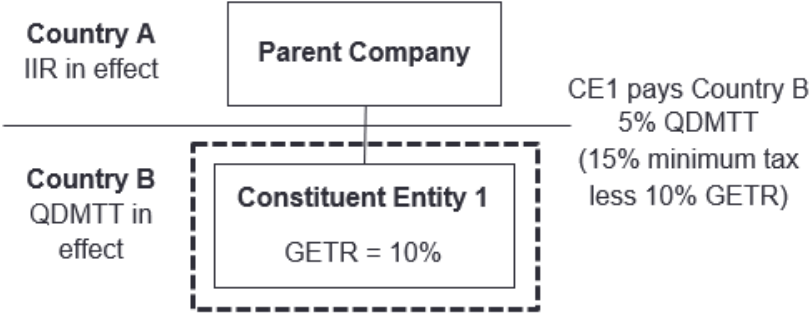 Country A
IIR in effect
Parent Company
CE1 pays Country B
5% QDMTT
(15% minimum tax
less 10% GETR)
Country B
QDMTT in
effect
Constituent Entity 1
GETR = 10%